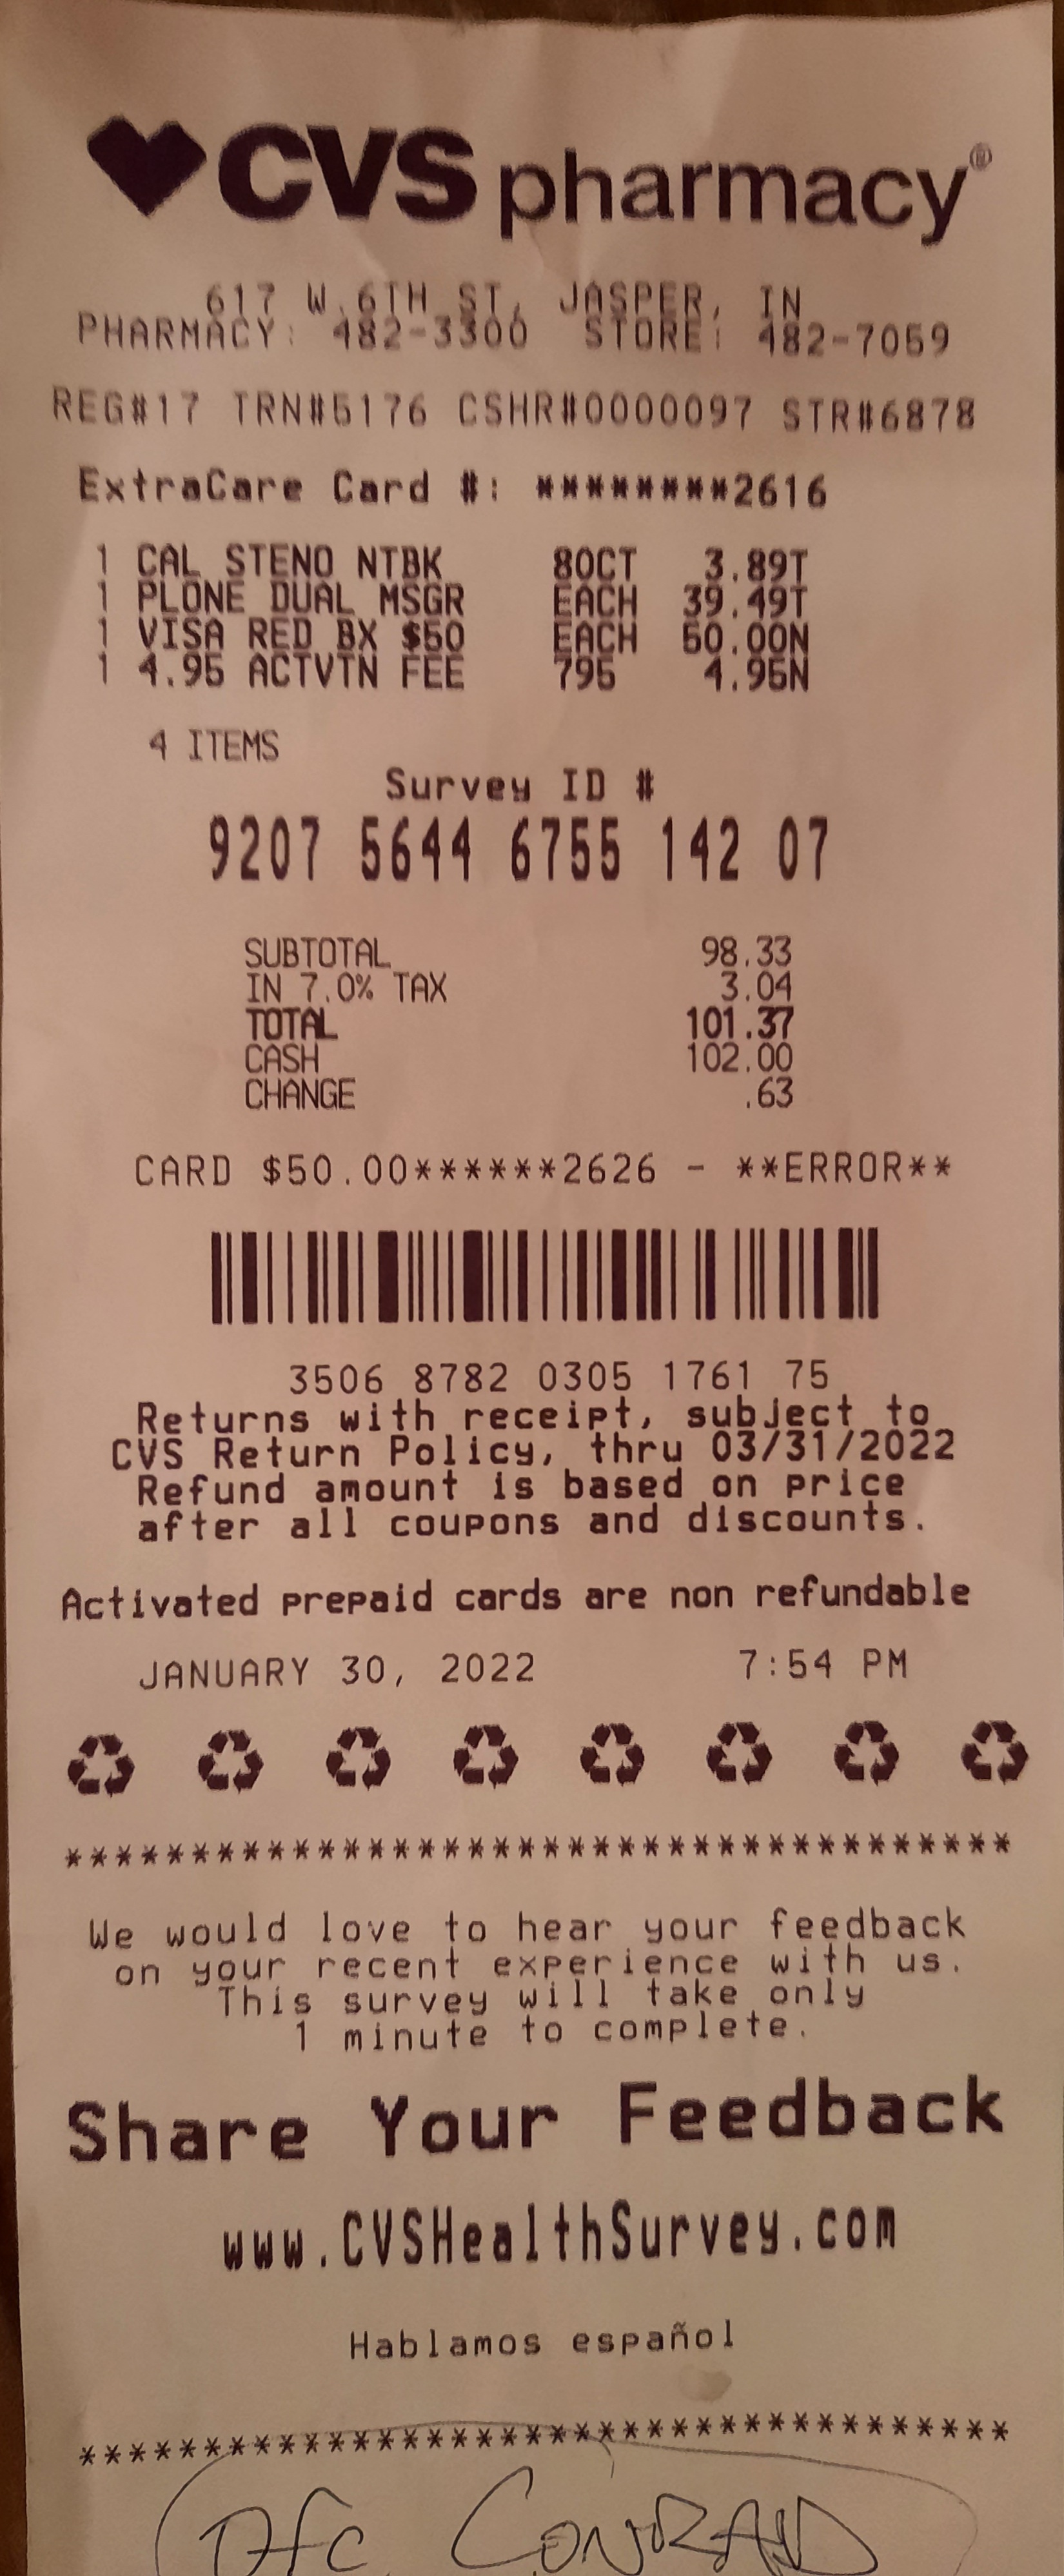 CVS pharmacy®
617 W.6TH ST, JASPER, IN
PHARMACY: 482-3300 STORE: 482-7059
REG#17 TRN#5176 CSHR#0000097 STR#6878
ExtraCare Card #: ********2616
1 CAL STENO NTBK 80CT 3.89T
1 PLONE DUAL MSGR EACH 39.49T
1 VISA RED BX $50 EACH 50.00N
1 4.95 ACTVTN FEE 795 4.95N
4 ITEMS
Survey ID #
9207 5644 6755 142 07
SUBTOTAL 98.33
IN 7.0% TAX 3.04
TOTAL 101.37
CASH 102.00
CHANGE .63
CARD $50.00******2626 - **ERROR**
3506 8782 0305 1761 75
Returns with receipt, subject to
CVS Return Policy, thru 03/31/2022
Refund amount is based on price
after all coupons and discounts.
Activated prepaid cards are non refundable
JANUARY 30, 2022 7:54 PM
**************************************
We would love to hear your feedback
on your recent experience with us.
This survey will take only
1 minute to complete.
Share Your Feedback
www.CVSHealthSurvey.com
Hablamos español
*************************************
CONRAD